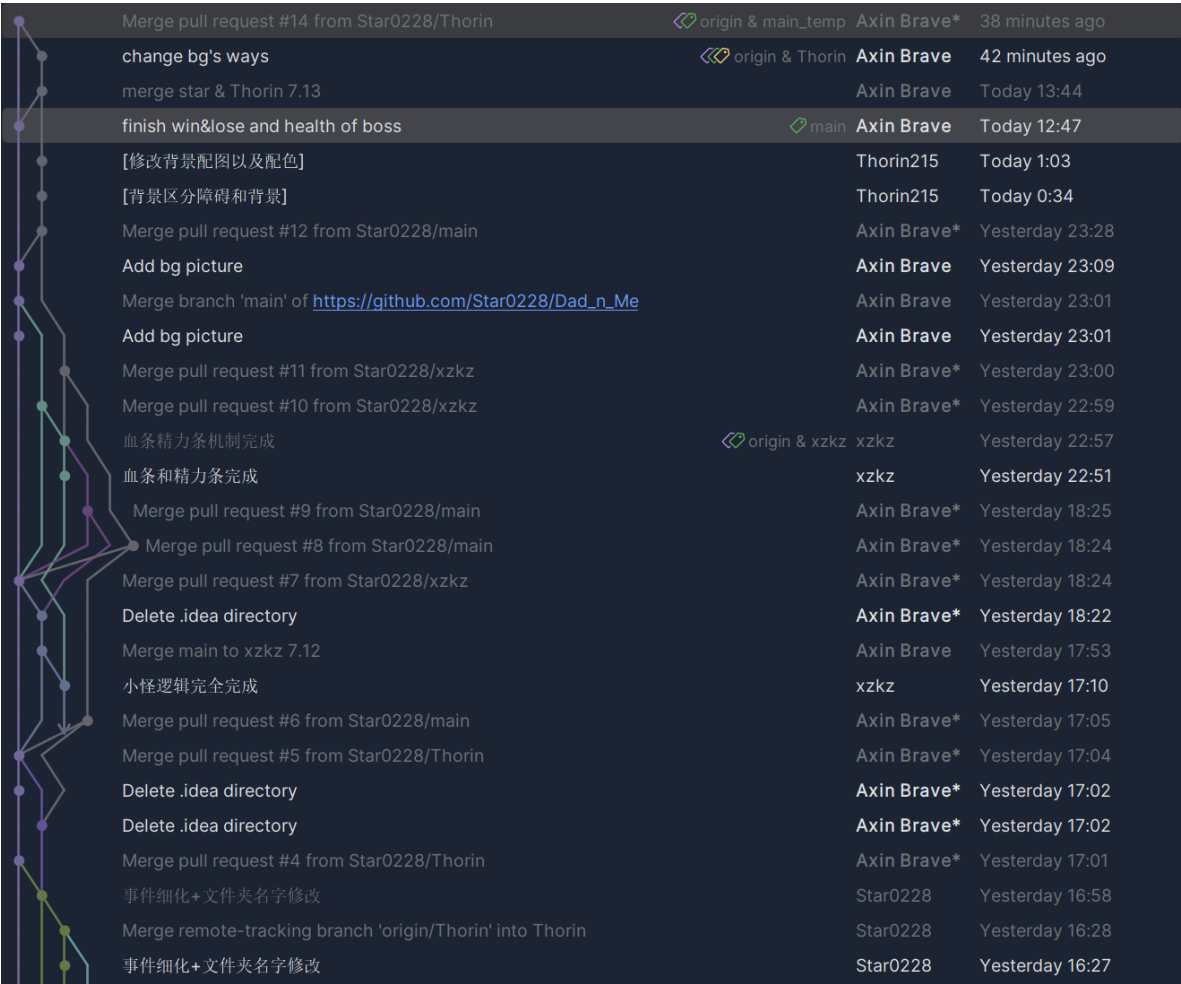 Merge pull request #14 from Star0228/Thorin origin & main_temp Axin Brave* 38 minutes ago
change bg's ways origin & Thorin Axin Brave 42 minutes ago
merge star & Thorin 7.13 Axin Brave Today 13:44
finish win&lose and health of boss main Axin Brave Today 12:47
[修改背景配图以及配色] Thorin215 Today 1:03
[背景区分障碍和背景] Thorin215 Today 0:34
Merge pull request #12 from Star0228/main Axin Brave* Yesterday 23:28
Add bg picture Axin Brave Yesterday 23:09
Merge branch 'main' of https://github.com/Star0228/Dad_n_Me Axin Brave Yesterday 23:01
Add bg picture Axin Brave Yesterday 23:01
Merge pull request #11 from Star0228/xzkz Axin Brave* Yesterday 23:00
Merge pull request #10 from Star0228/xzkz Axin Brave* Yesterday 22:59
血条精力条机制完成 origin & xzkz xzkz Yesterday 22:57
血条和精力条完成 xzkz Yesterday 22:51
Merge pull request #9 from Star0228/main Axin Brave* Yesterday 18:25
Merge pull request #8 from Star0228/main Axin Brave* Yesterday 18:24
Merge pull request #7 from Star0228/xzkz Axin Brave* Yesterday 18:24
Delete .idea directory Axin Brave* Yesterday 18:22
Merge main to xzkz 7.12 Axin Brave Yesterday 17:53
小怪逻辑完全完成 xzkz Yesterday 17:10
Merge pull request #6 from Star0228/main Axin Brave* Yesterday 17:05
Merge pull request #5 from Star0228/Thorin Axin Brave* Yesterday 17:04
Delete .idea directory Axin Brave* Yesterday 17:02
Delete .idea directory Axin Brave* Yesterday 17:02
Merge pull request #4 from Star0228/Thorin Axin Brave* Yesterday 17:01
事件细化+文件夹名字修改 Star0228 Yesterday 16:58
Merge remote-tracking branch 'origin/Thorin' into Thorin Star0228 Yesterday 16:28
事件细化+文件夹名字修改 Star0228 Yesterday 16:27